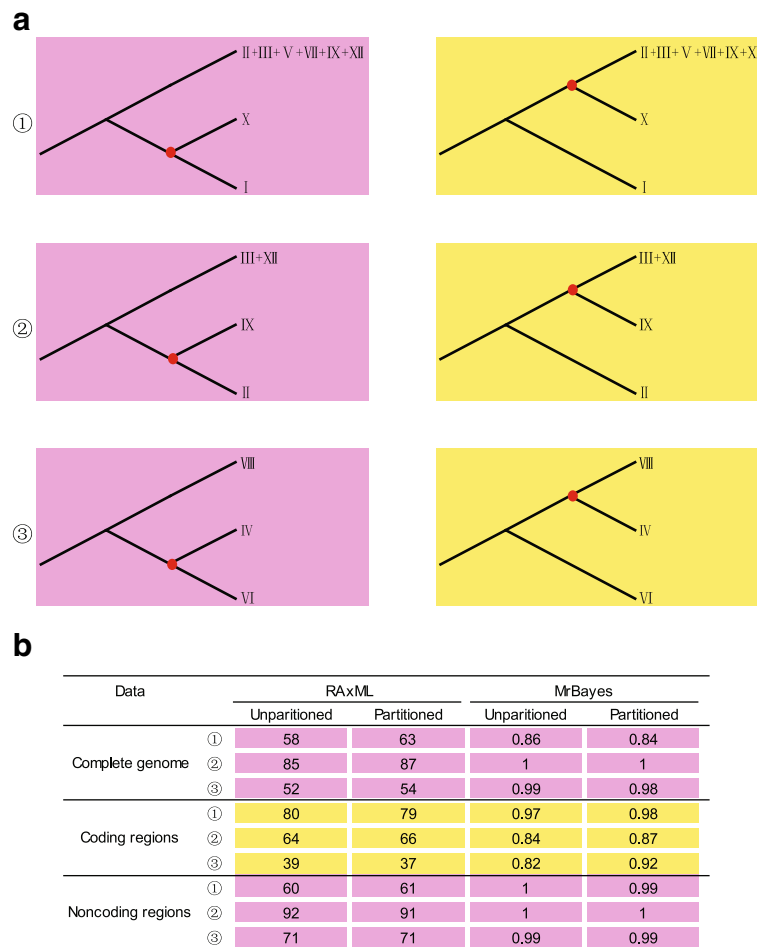 a
①
II+III+V+VII+IX+XII
X
I
II+III+V+VII+IX+X
X
I
②
III+XII
IX
II
III+XII
IX
II
③
VIII
IV
VI
VIII
IV
VI
b
Data RAxML MrBayes
Unparitioned Partitioned Unpartitioned Partitioned
① 58 63 0.86 0.84
Complete genome ② 85 87 1 1
③ 52 54 0.99 0.98
① 80 79 0.97 0.98
Coding regions ② 64 66 0.84 0.87
③ 39 37 0.82 0.92
① 60 61 1 0.99
Noncoding regions ② 92 91 1 1
③ 71 71 0.99 0.99